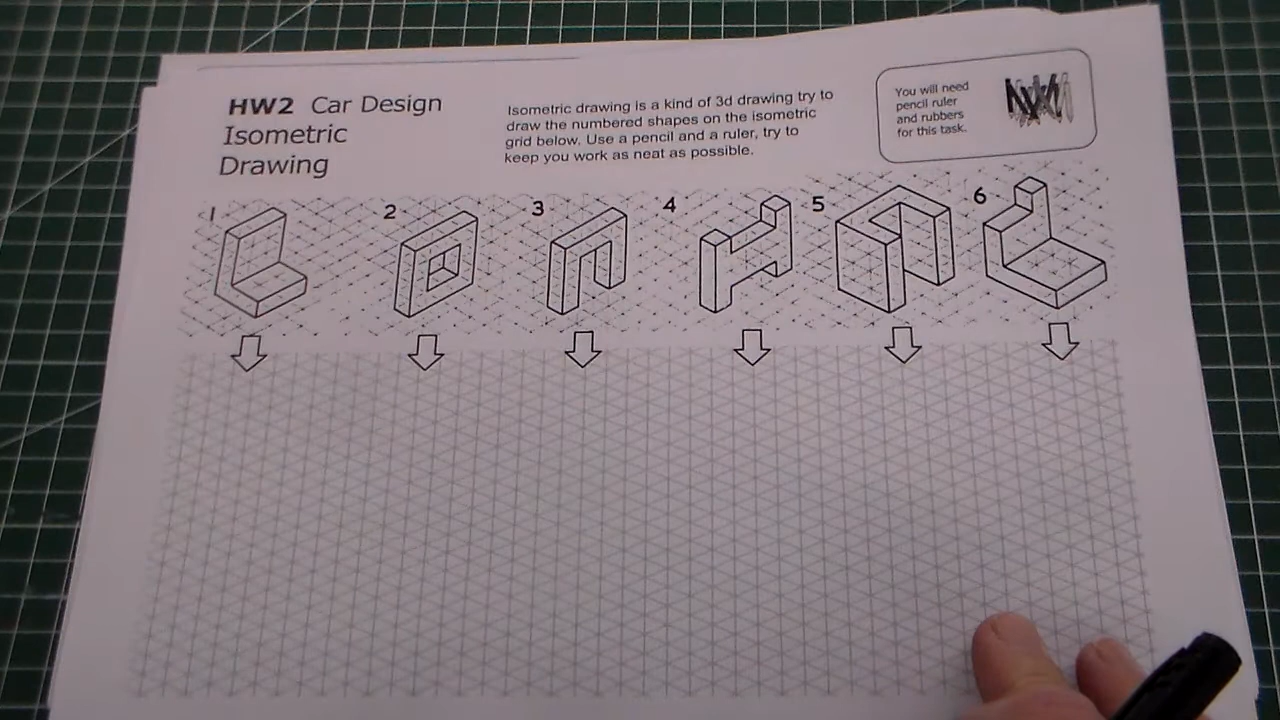 HW2 Car Design
Isometric
Drawing
Isometric drawing is a kind of 3d drawing try to
draw the numbered shapes on the isometric
grid below. Use a pencil and a ruler, try to
keep you work as neat as possible.
You will need
pencil ruler
and rubbers
for this task.
1 2 3 4 5 6